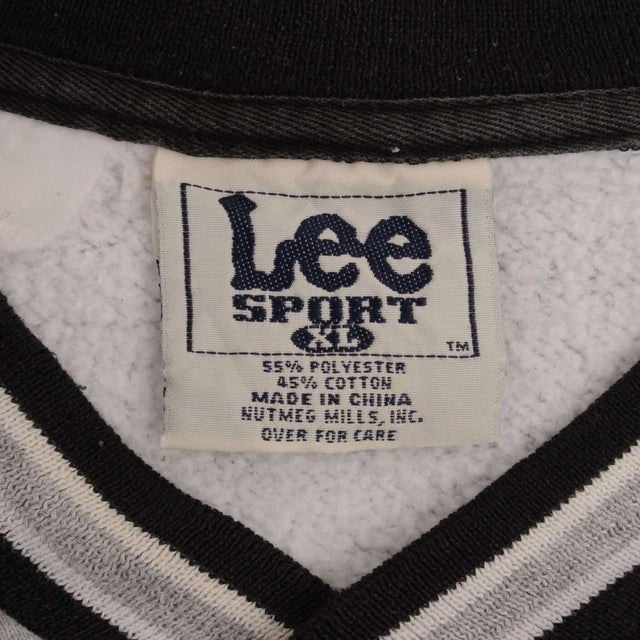 Lee
SPORT
XL
TM
55% POLYESTER
45% COTTON
MADE IN CHINA
NUTMEG MILLS, INC.
OVER FOR CARE